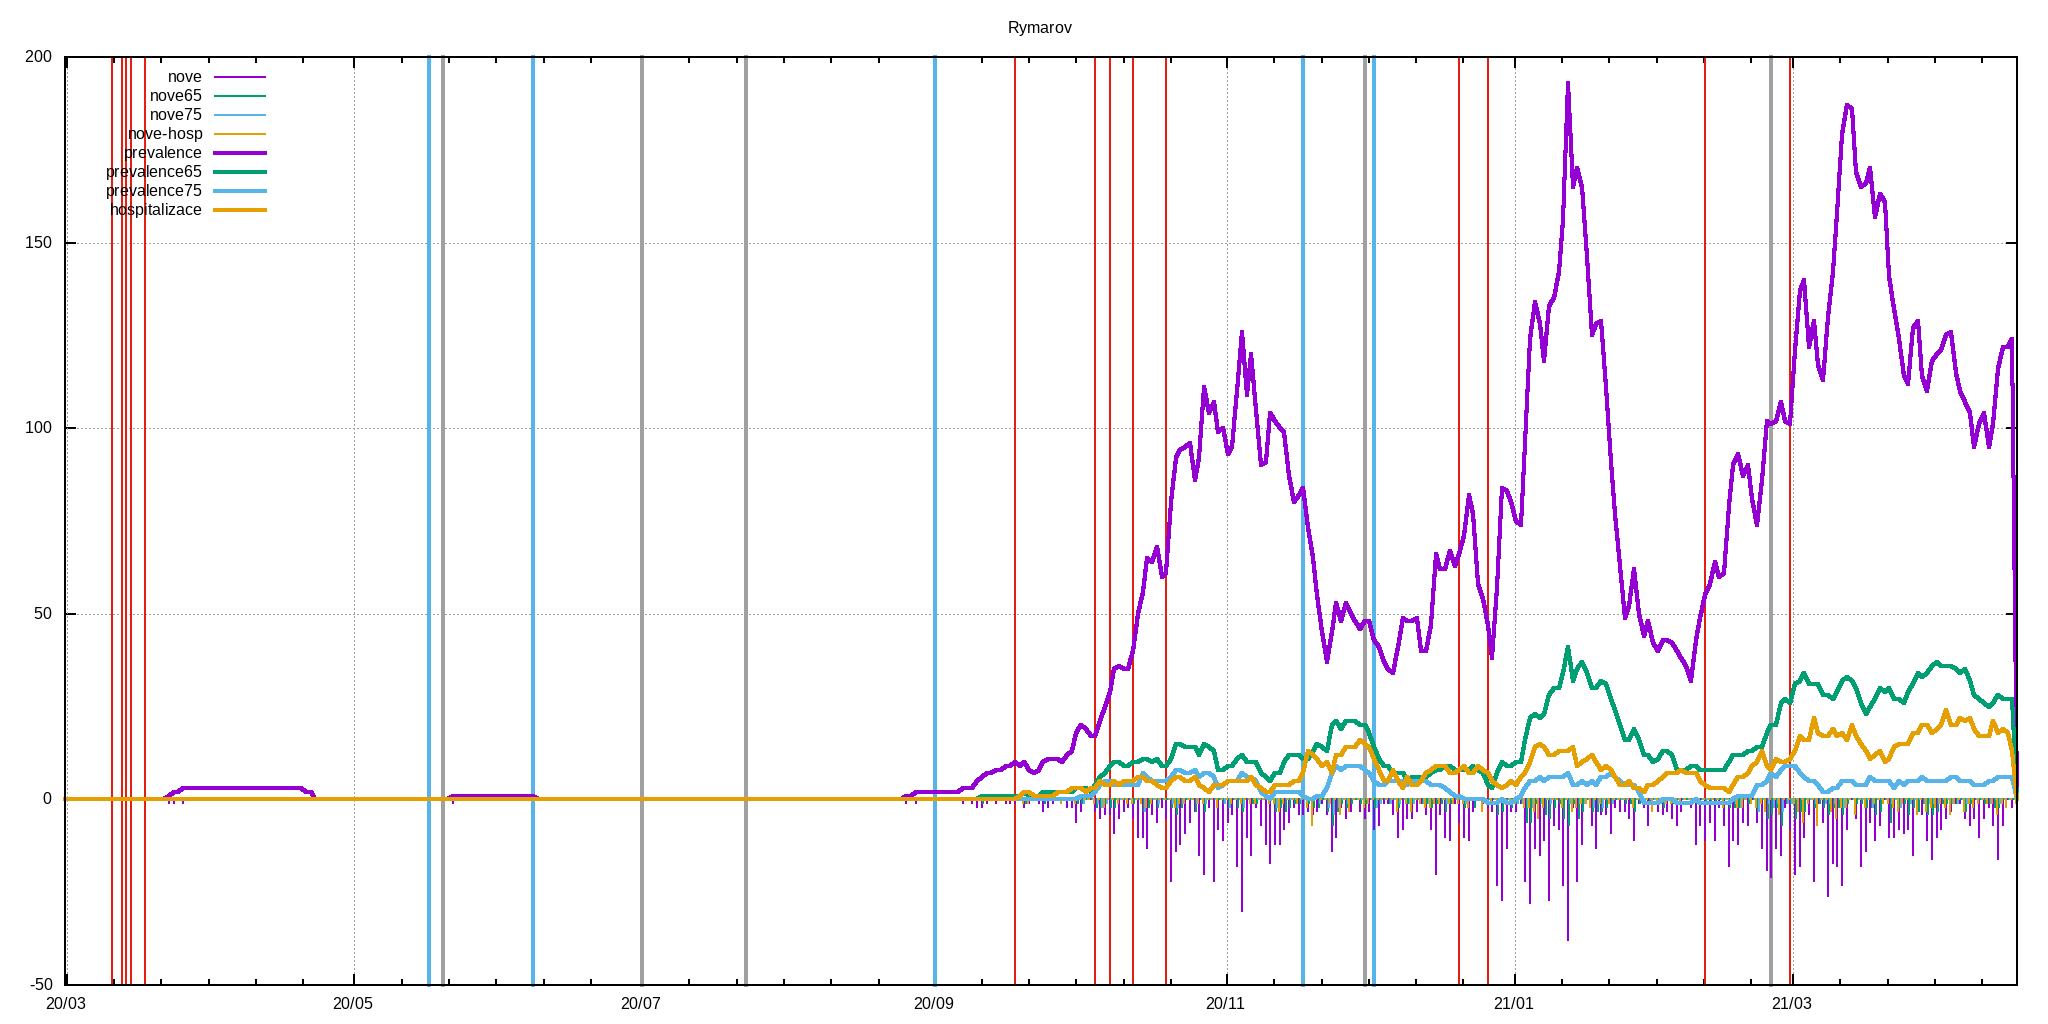 Rymarov
200
150
100
50
0
-50
nove
nove65
nove75
nove-hosp
prevalence
prevalence65
prevalence75
hospitalizace
20/03 20/05 20/07 20/09 20/11 21/01 21/03